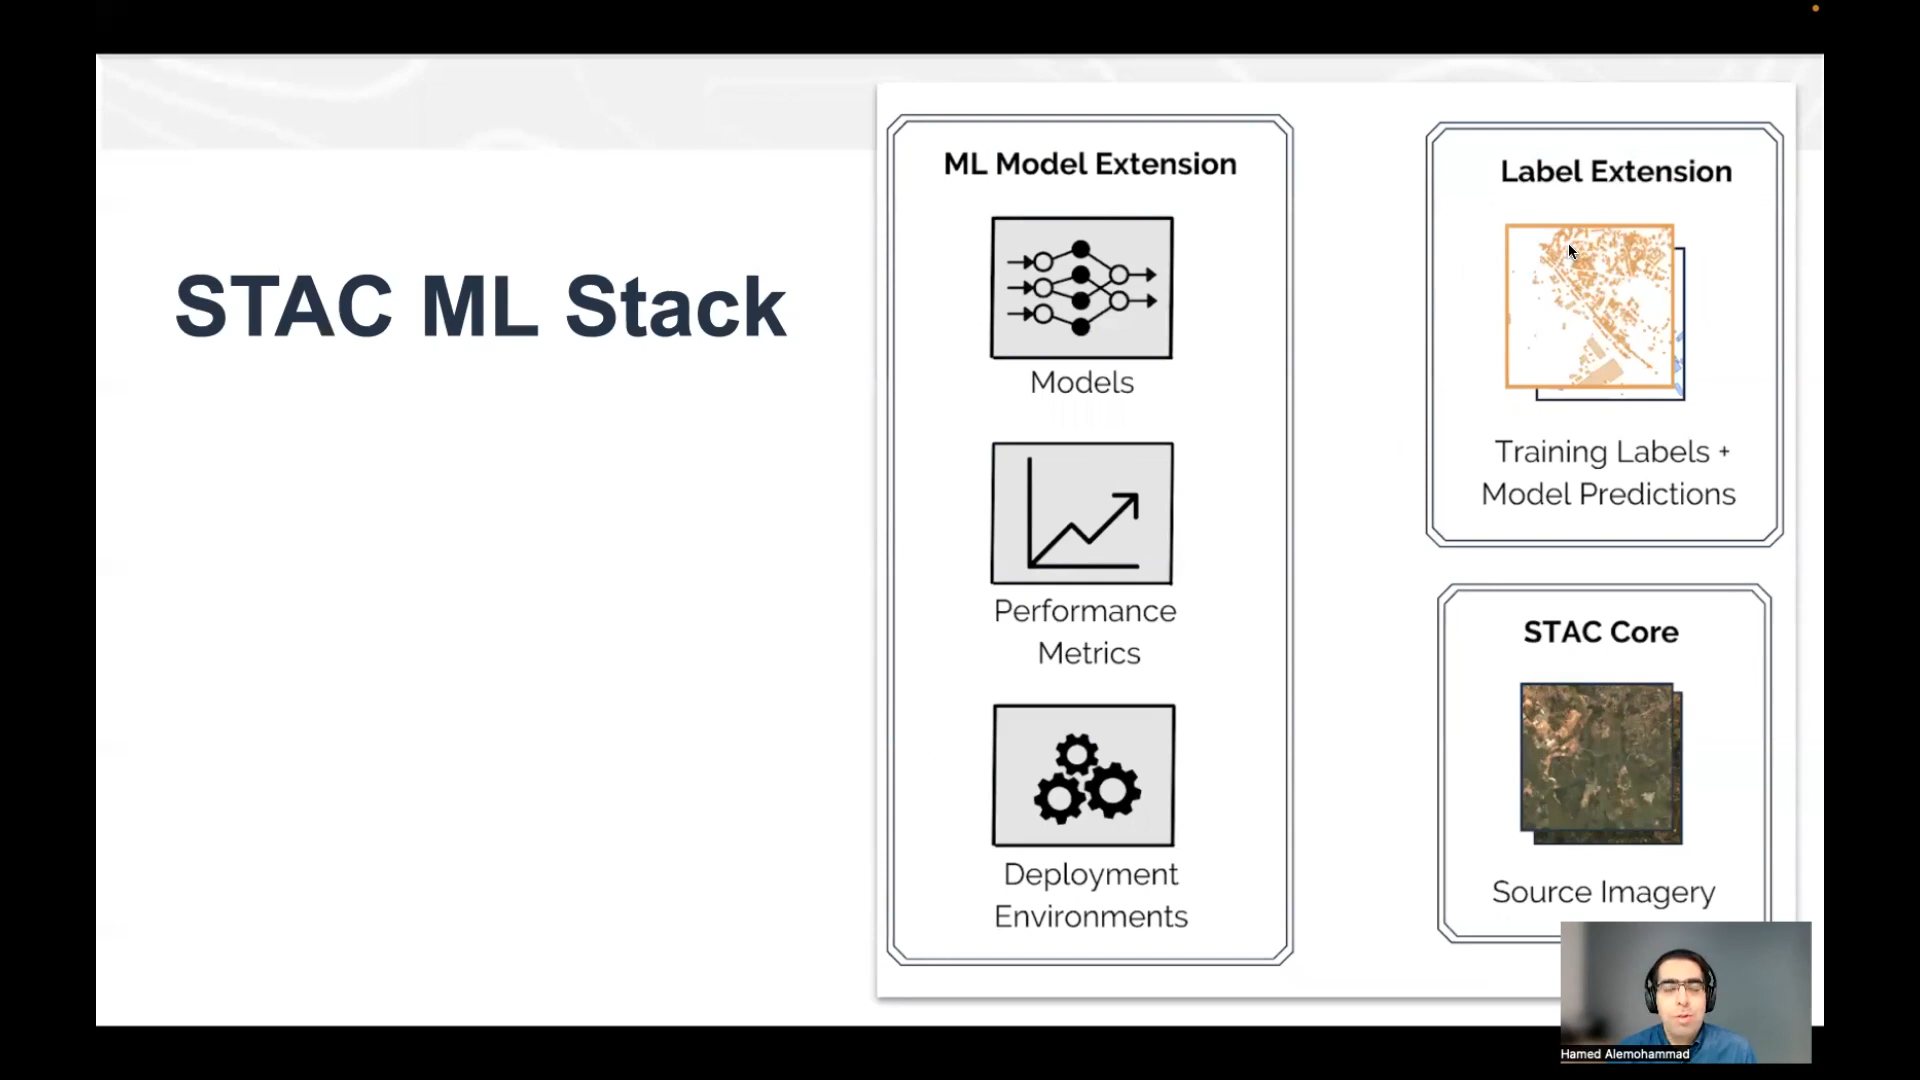 STAC ML Stack
ML Model Extension
Models
Performance
Metrics
Deployment
Environments
Label Extension
Training Labels +
Model Predictions
STAC Core
Source Imagery
Hamed Alemohammad